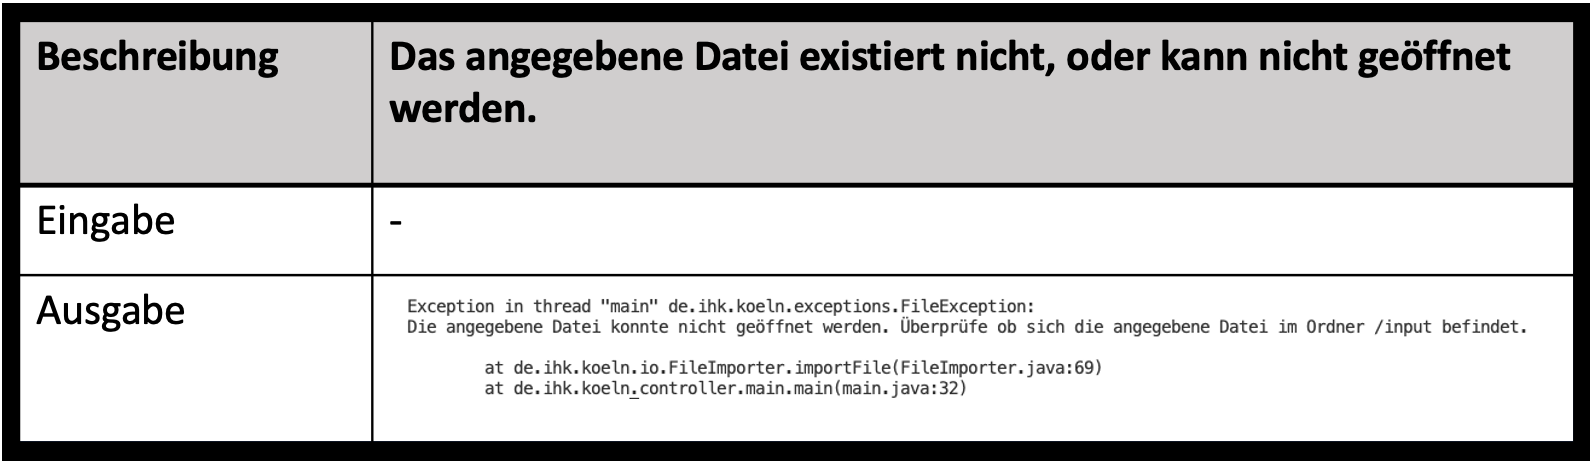 Beschreibung
Das angegebene Datei existiert nicht, oder kann nicht geöffnet
werden.
Eingabe
-
Ausgabe
Exception in thread "main" de.ihk.koeln.exceptions.FileException:
Die angegebene Datei konnte nicht geöffnet werden. Überprüfe ob sich die angegebene Datei im Ordner /input befindet.
at de.ihk.koeln.io.FileImporter.importFile(FileImporter.java:69)
at de.ihk.koeln.controller.main.main(main.java:32)